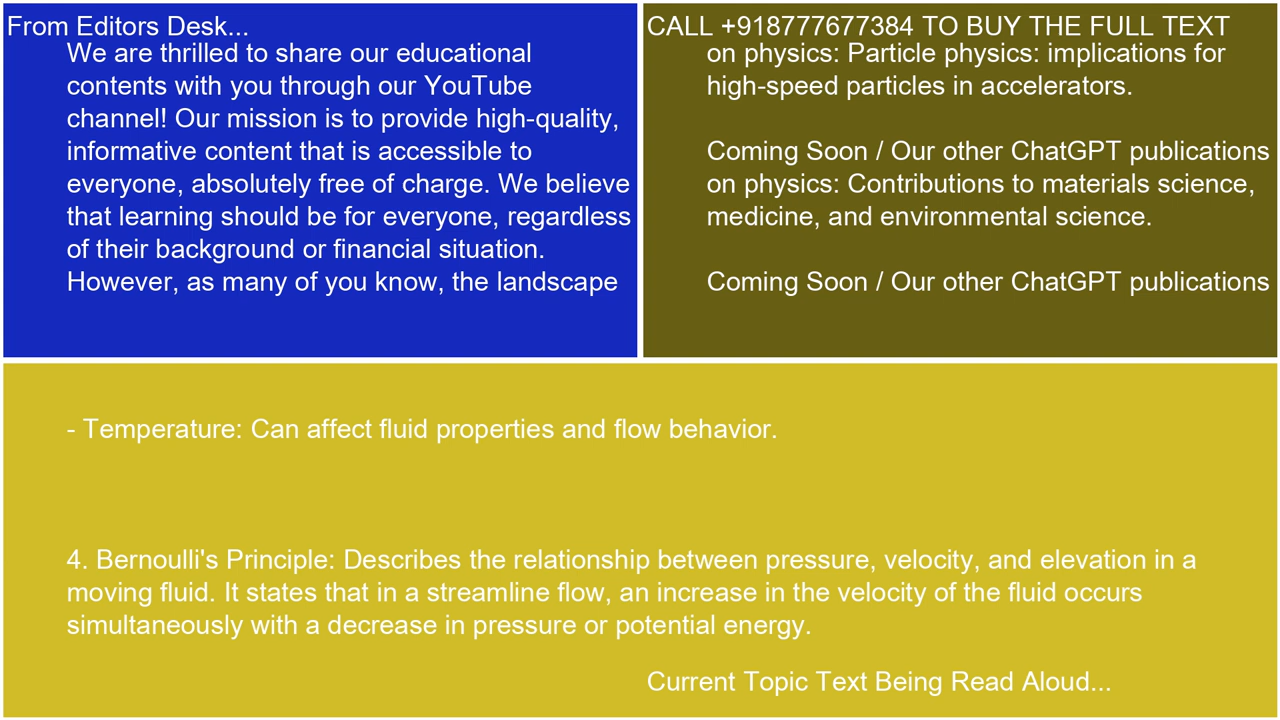 From Editors Desk...
We are thrilled to share our educational
contents with you through our YouTube
channel! Our mission is to provide high-quality,
informative content that is accessible to
everyone, absolutely free of charge. We believe
that learning should be for everyone, regardless
of their background or financial situation.
However, as many of you know, the landscape
CALL +918777677384 TO BUY THE FULL TEXT
on physics: Particle physics: implications for
high-speed particles in accelerators.
Coming Soon / Our other ChatGPT publications
on physics: Contributions to materials science,
medicine, and environmental science.
Coming Soon / Our other ChatGPT publications
- Temperature: Can affect fluid properties and flow behavior.
4. Bernoulli's Principle: Describes the relationship between pressure, velocity, and elevation in a
moving fluid. It states that in a streamline flow, an increase in the velocity of the fluid occurs
simultaneously with a decrease in pressure or potential energy.
Current Topic Text Being Read Aloud...